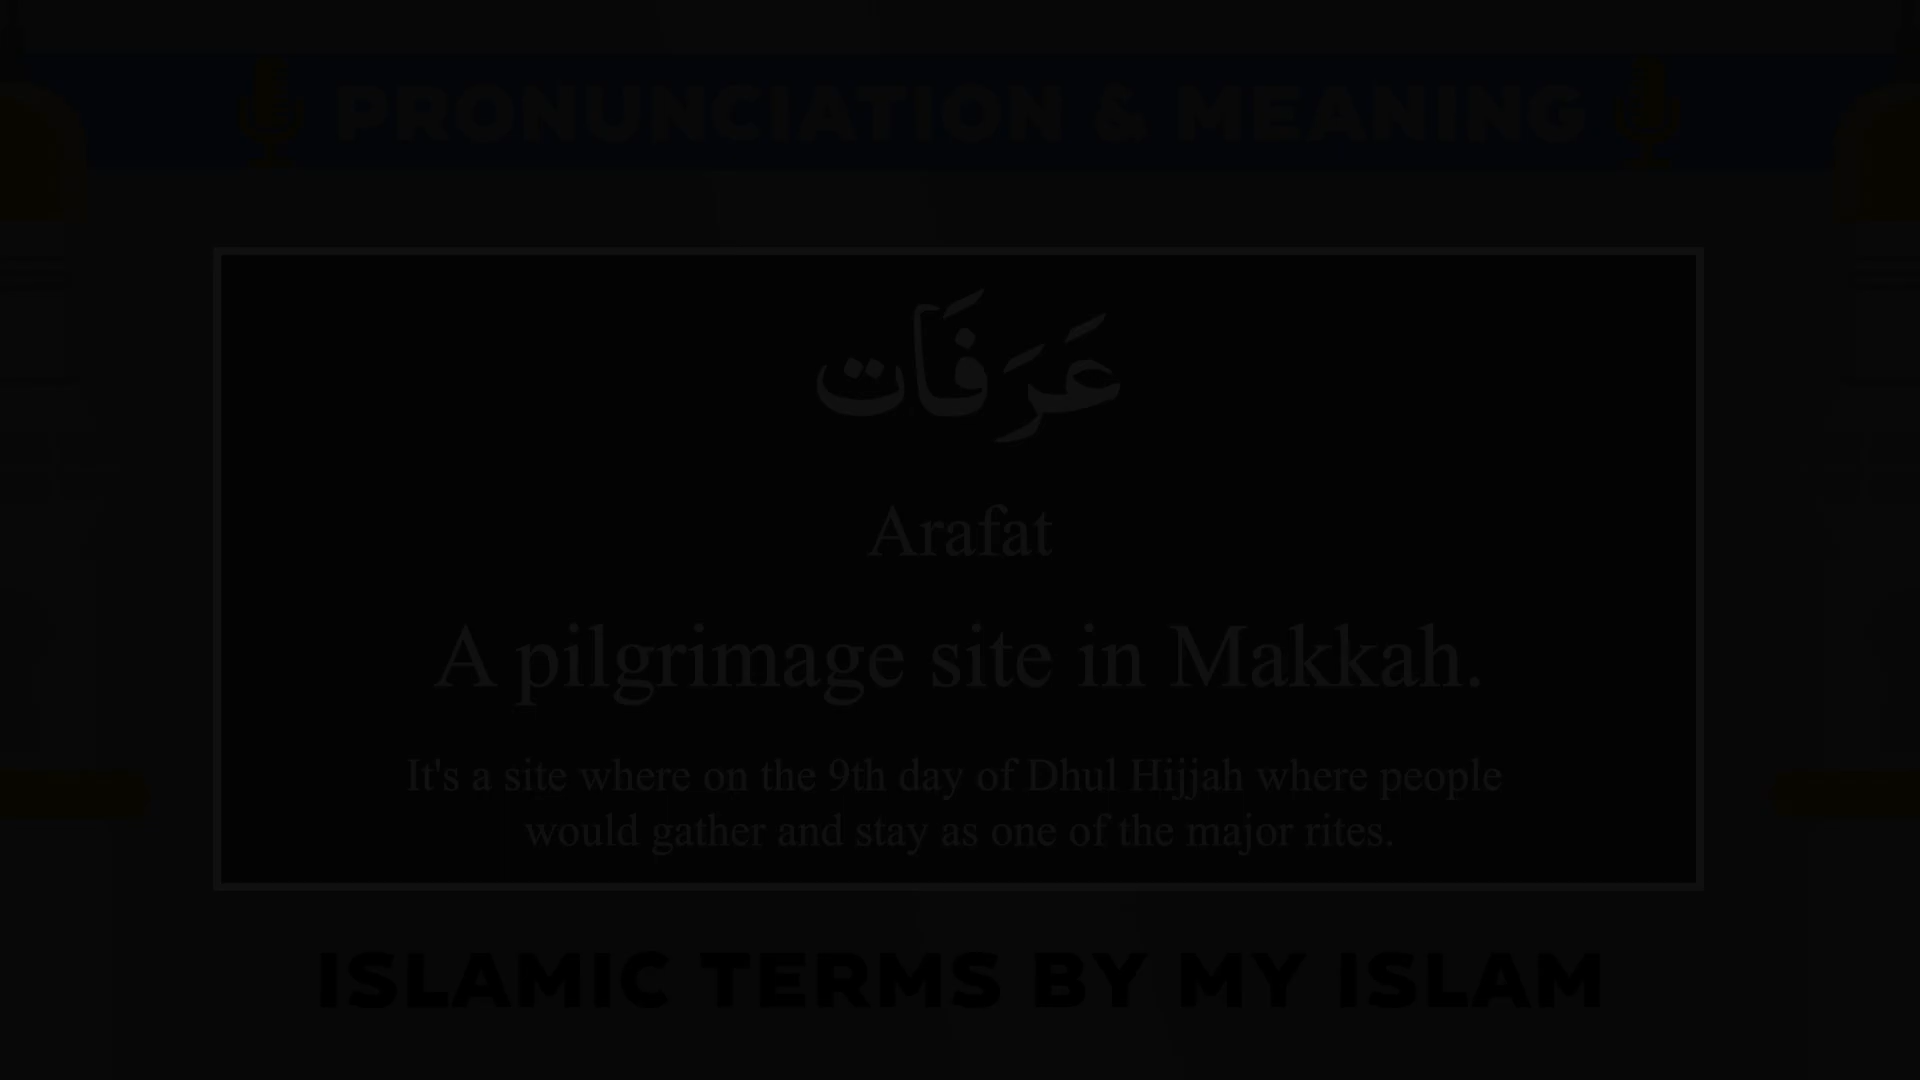 PRONUNCIATION & MEANING
عَرَفَات
Arafat
A pilgrimage site in Makkah.
It's a site where on the 9th day of Dhul Hijjah where people
would gather and stay as one of the major rites.
ISLAMIC TERMS BY MY ISLAM